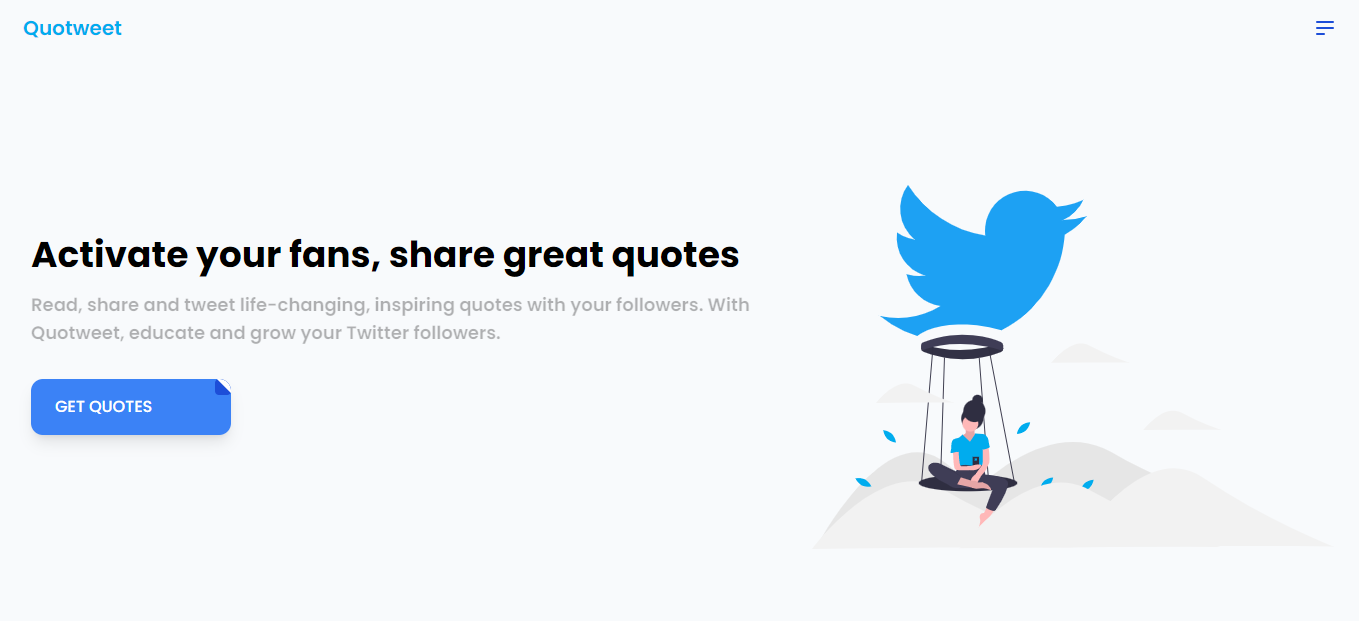 Quotweet
Activate your fans, share great quotes
Read, share and tweet life-changing, inspiring quotes with your followers. With
Quotweet, educate and grow your Twitter followers.
GET QUOTES